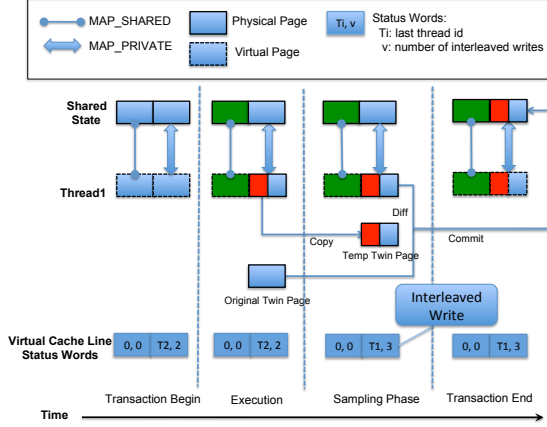 MAP_SHARED
MAP_PRIVATE
Physical Page
Virtual Page
Ti, v
Status Words:
Ti: last thread id
v: number of interleaved writes
Shared
State
Thread1
Diff
Copy
Temp Twin Page
Commit
Original Twin Page
Interleaved
Write
Virtual Cache Line
Status Words
0, 0 T2, 2
0, 0 T2, 2
0, 0 T1, 3
0, 0 T1, 3
Transaction Begin
Execution
Sampling Phase
Transaction End
Time